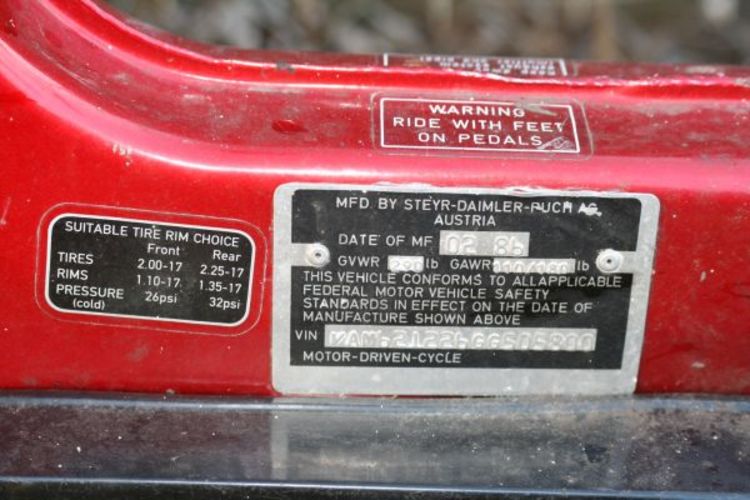 WARNING
RIDE WITH FEET
ON PEDALS
SUITABLE TIRE RIM CHOICE
Front Rear
TIRES 2.00-17 2.25-17
RIMS 1.10-17 1.35-17
PRESSURE 26psi 32psi
(cold)
MFD. BY STEYR-DAIMLER-PUCH AG,
AUSTRIA
DATE OF MF 02 86
GVWR lb GAWR lb
THIS VEHICLE CONFORMS TO ALLAPPLICABLE
FEDERAL MOTOR VEHICLE SAFETY
STANDARDS IN EFFECT ON THE DATE OF
MANUFACTURE SHOWN ABOVE
VIN
MOTOR-DRIVEN-CYCLE